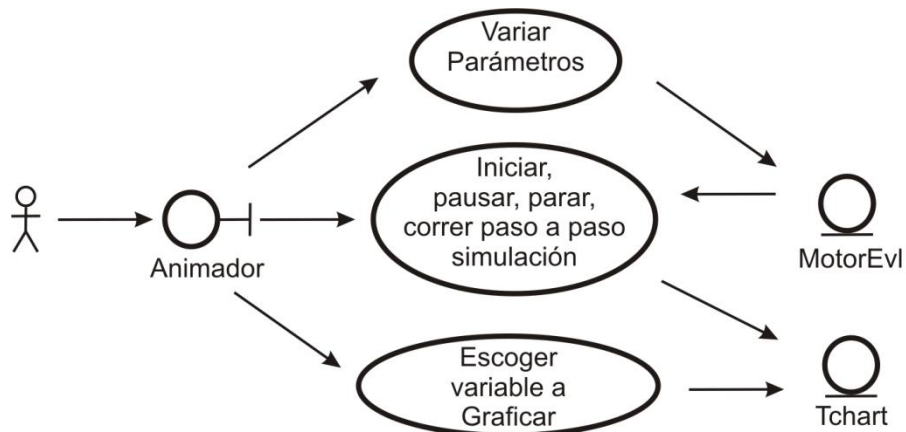 Variar
Parámetros
Iniciar,
pausar, parar,
correr paso a paso
simulación
Animador
MotorEvl
Escoger
variable a
Graficar
Tchart